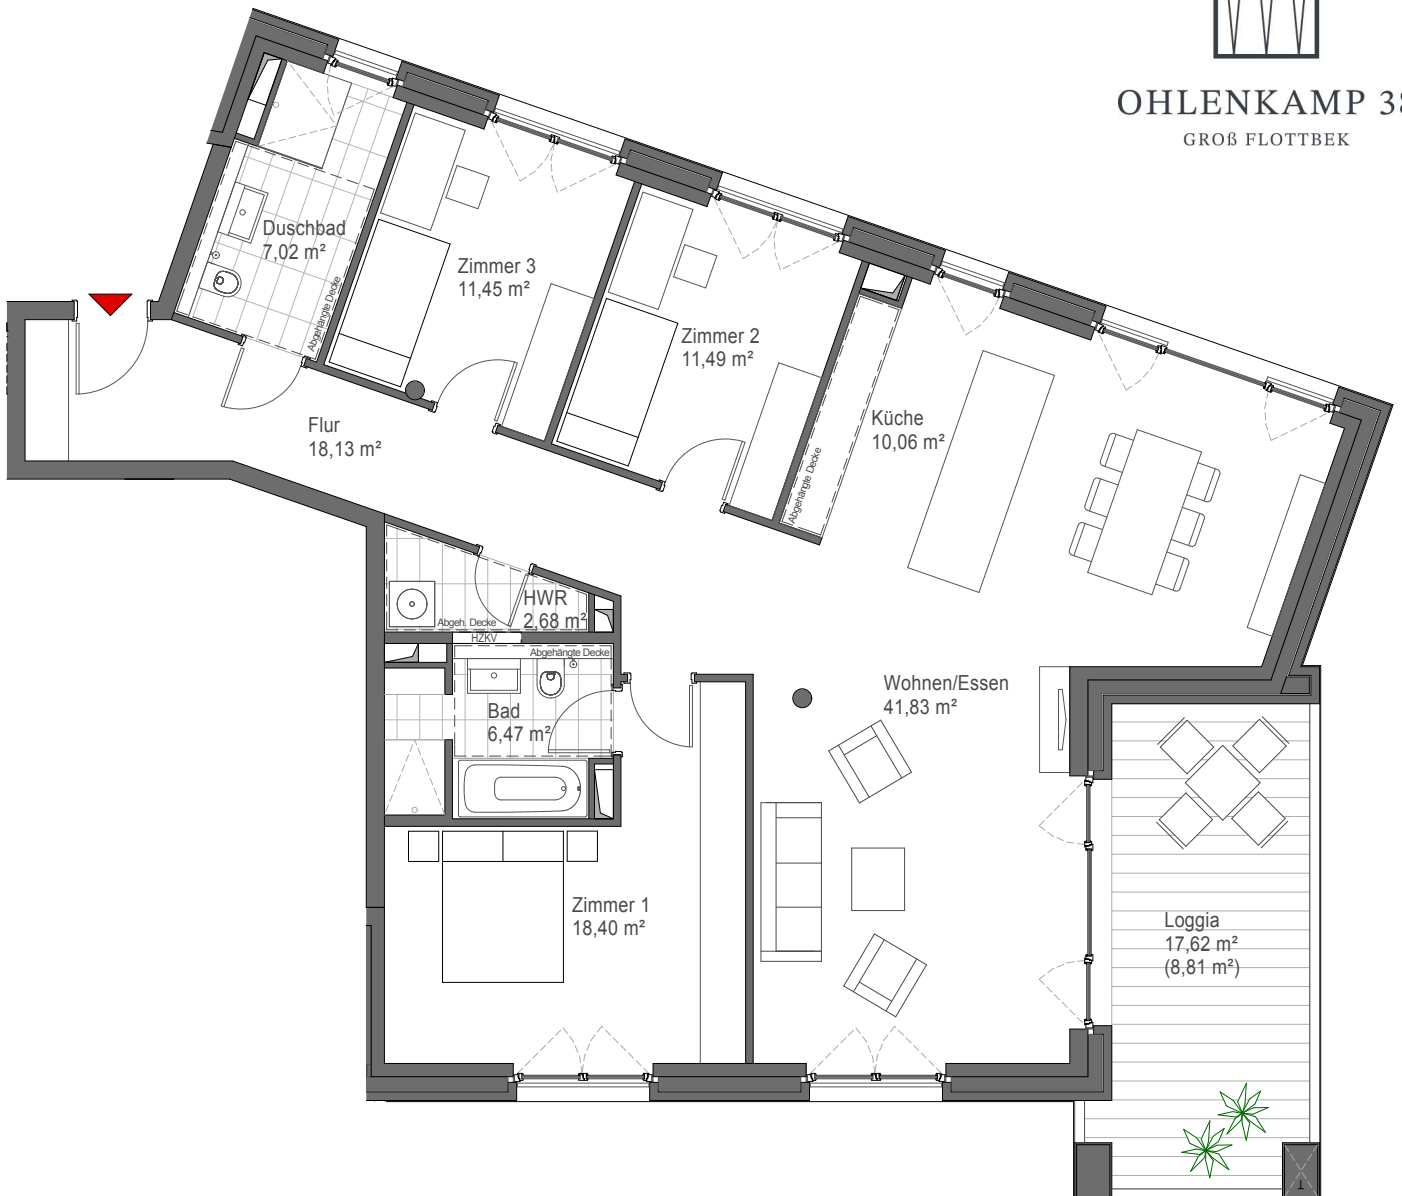 OHLENKAMP 38
GROß FLOTTBEK
Duschbad
7,02 m²
Abgehängte Decke
Zimmer 3
11,45 m²
Zimmer 2
11,49 m²
Küche
10,06 m²
Abgehängte Decke
Flur
18,13 m²
HWR
2,68 m²
Abgeh. Decke
HZKV
Abgehängte Decke
Bad
6,47 m²
Wohnen/Essen
41,83 m²
Zimmer 1
18,40 m²
Loggia
17,62 m²
(8,81 m²)